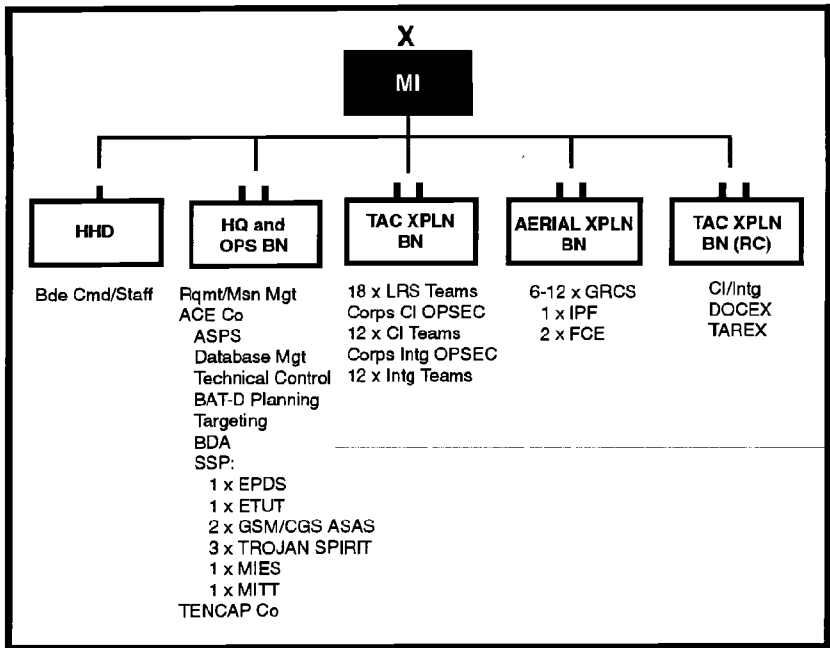 X
MI
HHD
Bde Cmd/Staff
HQ and
OPS BN
Rqmt/Msn Mgt
ACE Co
ASPS
Database Mgt
Technical Control
BAT-D Planning
Targeting
BDA
SSP:
1 x EPDS
1 x ETUT
2 x GSM/CGS ASAS
3 x TROJAN SPIRIT
1 x MIES
1 x MITT
TENCAP Co
TAC XPLN
BN
18 x LRS Teams
Corps CI OPSEC
12 x CI Teams
Corps Intg OPSEC
12 x Intg Teams
AERIAL XPLN
BN
6-12 x GRCS
1 x IPF
2 x FCE
TAC XPLN
BN (RC)
CI/Intg
DOCEX
TAREX